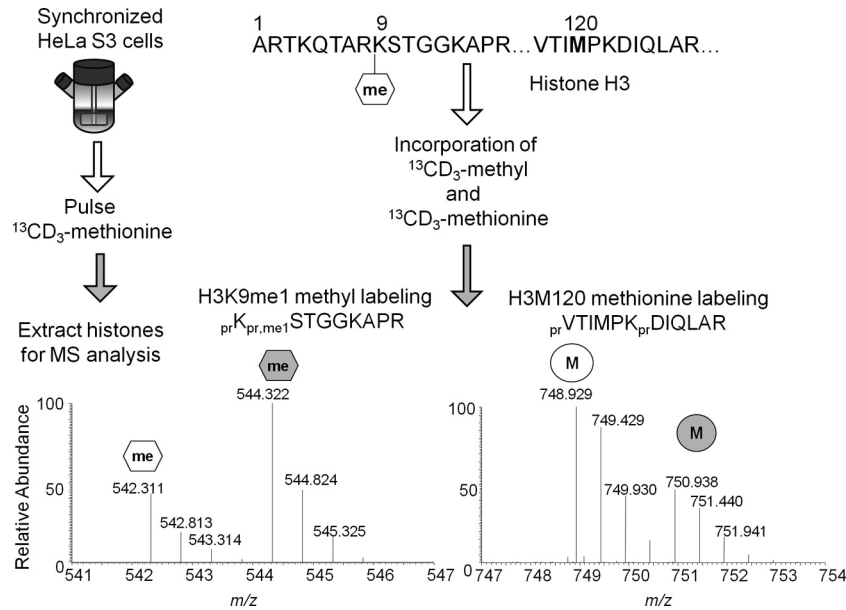 Synchronized
HeLa S3 cells
Pulse
¹³CD₃-methionine
Extract histones
for MS analysis
1 9 120
ARTKQTARKSTGGKAPR...VTIMPKDIQLAR...
me
Histone H3
Incorporation of
¹³CD₃-methyl
and
¹³CD₃-methionine
H3K9me1 methyl labeling
prKpr,me1STGGKAPR
me
544.322
me
542.311
542.813
543.314
544.824
545.325
Relative Abundance
100
50
0
541 542 543 544 545 546 547
m/z
H3M120 methionine labeling
prVTIMPKprDIQLAR
M
748.929
749.429
M
749.930
750.938
751.440
751.941
100
50
0
747 748 749 750 751 752 753 754
m/z